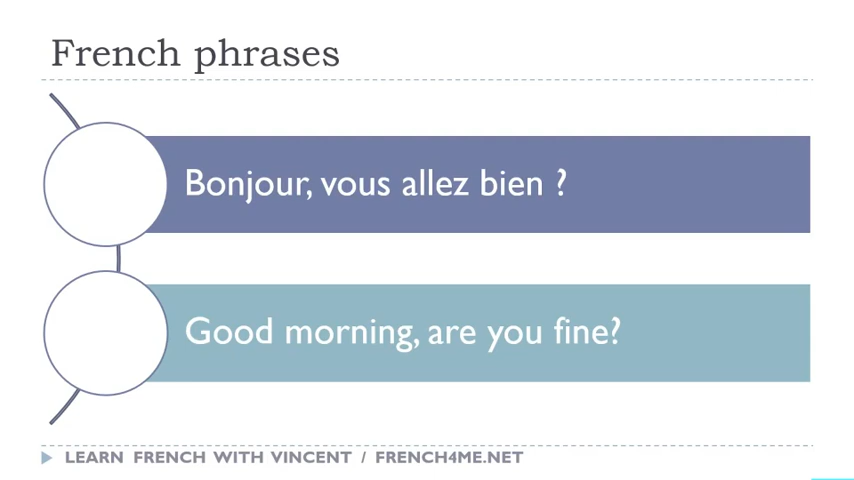 French phrases
Bonjour, vous allez bien ?
Good morning, are you fine?
LEARN FRENCH WITH VINCENT / FRENCH4ME.NET